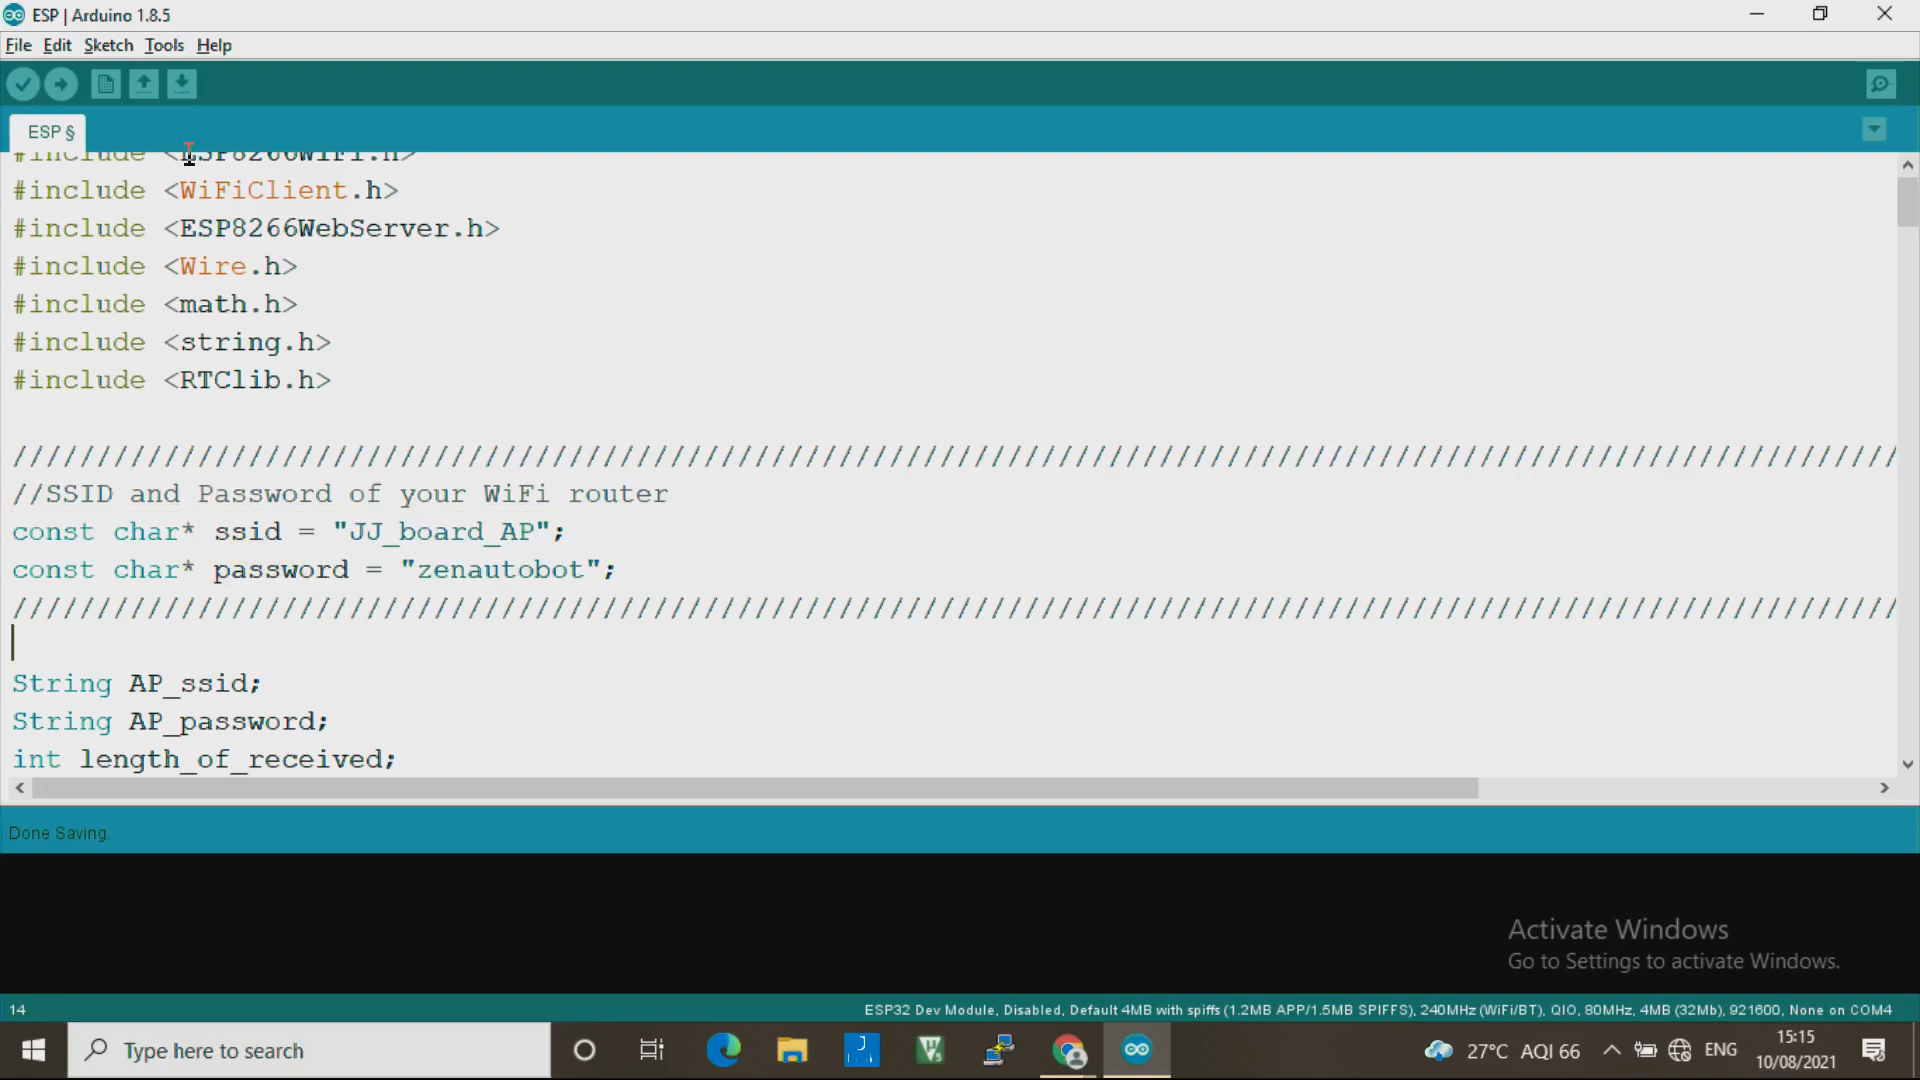 ESP | Arduino 1.8.5
File Edit Sketch Tools Help
ESP §
#include <ESP8266WiFi.h>
#include <WiFiClient.h>
#include <ESP8266WebServer.h>
#include <Wire.h>
#include <math.h>
#include <string.h>
#include <RTClib.h>
////////////////////////////////////////////////////////////////////////////////////////////////////////////////
//SSID and Password of your WiFi router
const char* ssid = "JJ_board_AP";
const char* password = "zenautobot";
////////////////////////////////////////////////////////////////////////////////////////////////////////////////
String AP_ssid;
String AP_password;
int length_of_received;
Done Saving.
Activate Windows
Go to Settings to activate Windows.
14 ESP32 Dev Module, Disabled, Default 4MB with spiffs (1.2MB APP/1.5MB SPIFFS), 240MHz (WiFi/BT), QIO, 80MHz, 4MB (32Mb), 921600, None on COM4
Type here to search
27°C AQI 66
ENG
15:15
10/08/2021